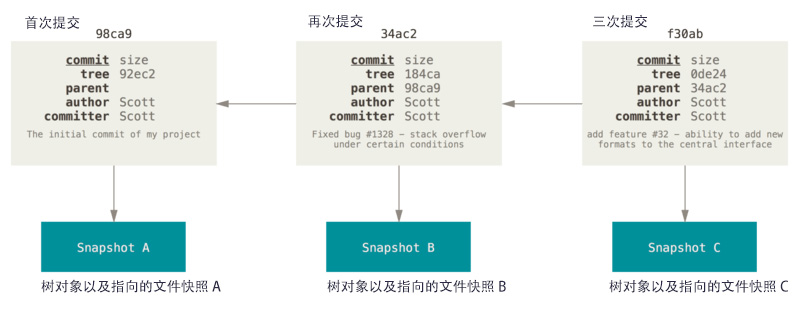 首次提交
98ca9
commit size
tree 92ec2
parent
author Scott
committer Scott
The initial commit of my project
Snapshot A
树对象以及指向的文件快照 A
再次提交
34ac2
commit size
tree 184ca
parent 98ca9
author Scott
committer Scott
Fixed bug #1328 – stack overflow
under certain conditions
Snapshot B
树对象以及指向的文件快照 B
三次提交
f30ab
commit size
tree 0de24
parent 34ac2
author Scott
committer Scott
add feature #32 – ability to add new
formats to the central interface
Snapshot C
树对象以及指向的文件快照 C